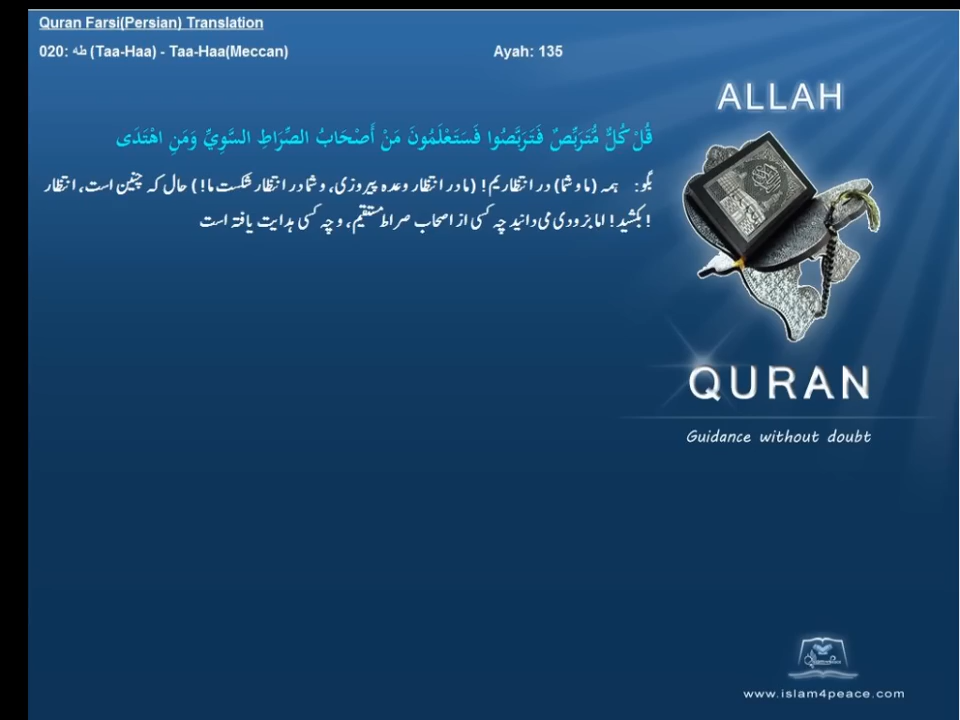 Quran Farsi(Persian) Translation
020: طه (Taa-Haa) - Taa-Haa(Meccan) Ayah: 135
ALLAH
قُلْ كُلٌّ مُّتَرَبِّصٌ فَتَرَبَّصُوا فَسَتَعْلَمُونَ مَنْ أَصْحَابُ الصِّرَاطِ السَّوِيِّ وَمَنِ اهْتَدَى
بگو: همه (ما و شما) در انتظاریم! (ما در انتظار وعده پیروزی، و شما در انتظار شکست ما!) حال که چنین است، انتظار
بکشید! اما بزودی می‌دانید چه کسی از اصحاب صراط مستقیم، و چه کسی هدایت یافته است!
QURAN
Guidance without doubt
www.islam4peace.com